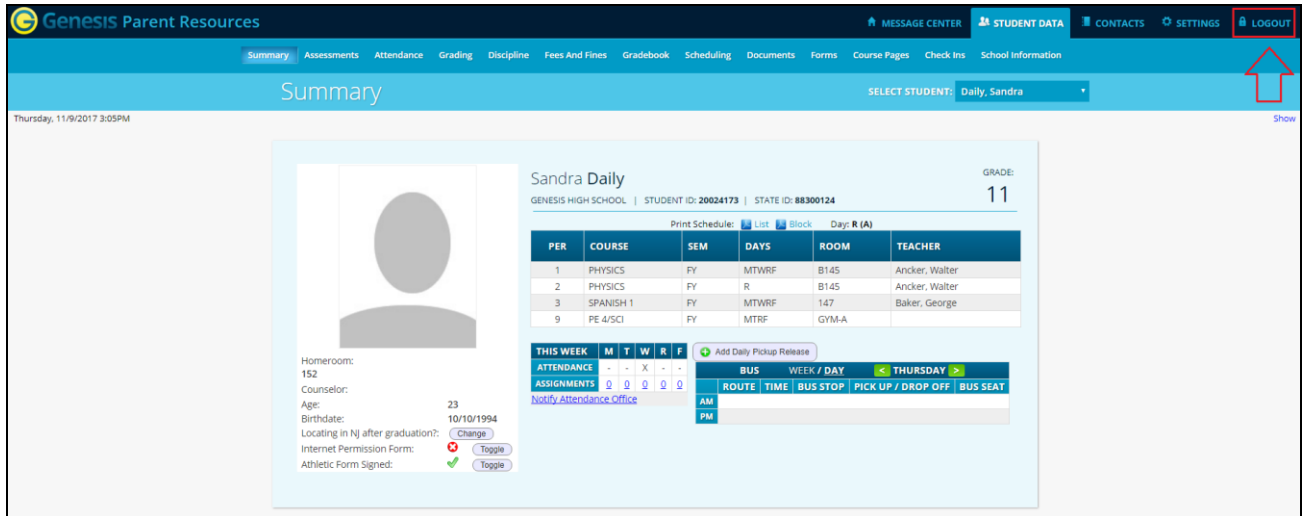 Genesis Parent Resources
MESSAGE CENTER STUDENT DATA CONTACTS SETTINGS LOGOUT
Summary Assessments Attendance Grading Discipline Fees And Fines Gradebook Scheduling Documents Forms Course Pages Check Ins School Information
Summary
SELECT STUDENT: Daily, Sandra
Thursday, 11/9/2017 3:05PM
Show
Sandra Daily
GENESIS HIGH SCHOOL | STUDENT ID: 20024173 | STATE ID: 88300124
GRADE:
11
Print Schedule: List Block Day: R (A)
PER COURSE SEM DAYS ROOM TEACHER
1 PHYSICS FY MTWRF B145 Ancker, Walter
2 PHYSICS FY R B145 Ancker, Walter
3 SPANISH 1 FY MTWRF 147 Baker, George
9 PE 4/SCI FY MTRF GYM-A
Homeroom:
152
Counselor:
Age: 23
Birthdate: 10/10/1994
Locating in NJ after graduation?: Change
Internet Permission Form: Toggle
Athletic Form Signed: Toggle
THIS WEEK M T W R F
ATTENDANCE - - X - -
ASSIGNMENTS 0 0 0 0 0
Notify Attendance Office
Add Daily Pickup Release
BUS WEEK / DAY < THURSDAY >
ROUTE TIME BUS STOP PICK UP / DROP OFF BUS SEAT
AM
PM